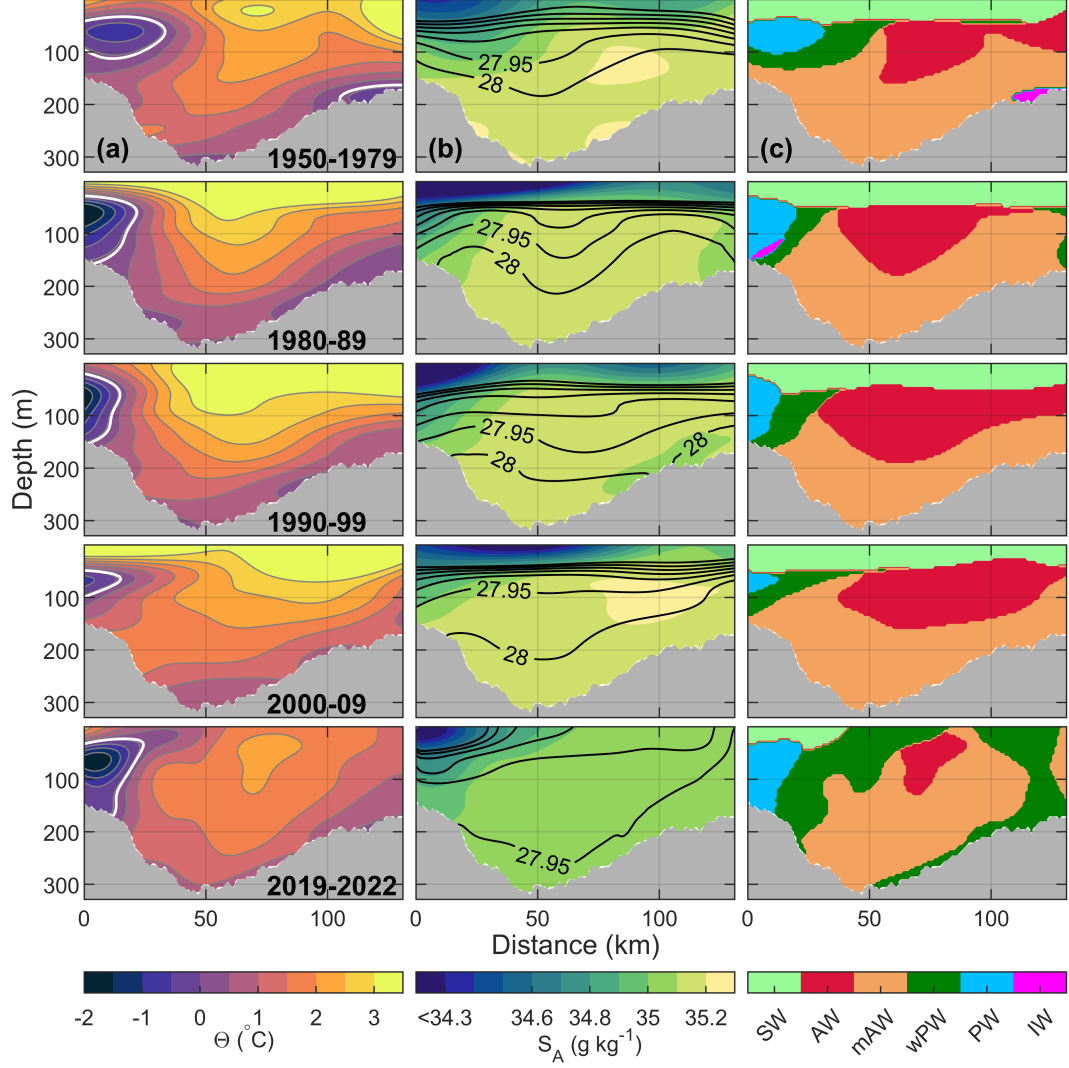 100
200
300
(a)
1950-1979
27.95
28
(b)
(c)
100
200
300
1980-89
27.95
28
100
200
300
1990-99
27.95
28
28
100
200
300
2000-09
27.95
28
100
200
300
2019-2022
27.95
Depth (m)
0 50 100
0 50 100
0 50 100
Distance (km)
-2 -1 0 1 2 3
Θ (°C)
<34.3 34.6 34.8 35 35.2
S_A (g kg⁻¹)
SW AW mAW wPW PW IW